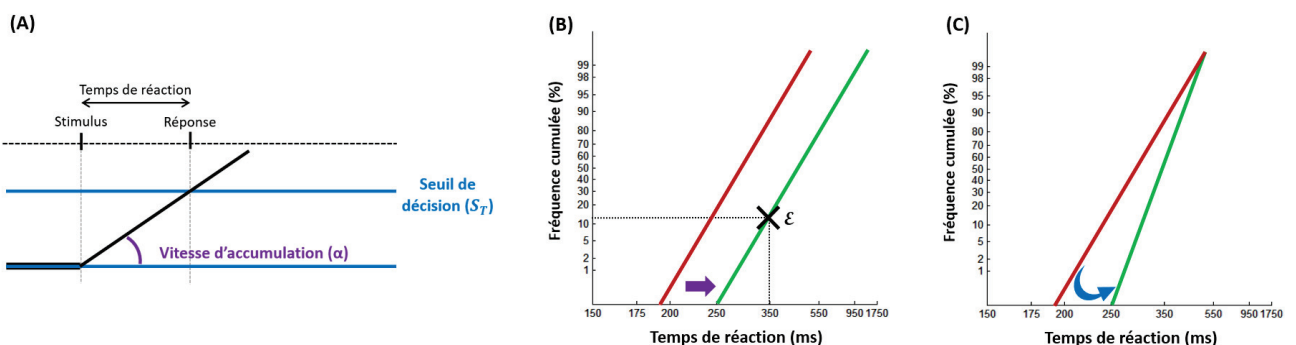 (A)
Temps de réaction
Stimulus
Réponse
Seuil de
décision (S_T)
Vitesse d'accumulation (α)
(B)
Fréquence cumulée (%)
99
98
95
90
80
70
60
50
40
30
20
10
5
2
1
ε
150 175 200 250 350 550 950 1750
Temps de réaction (ms)
(C)
Fréquence cumulée (%)
99
98
95
90
80
70
60
50
40
30
20
10
5
2
1
150 175 200 250 350 550 950 1750
Temps de réaction (ms)